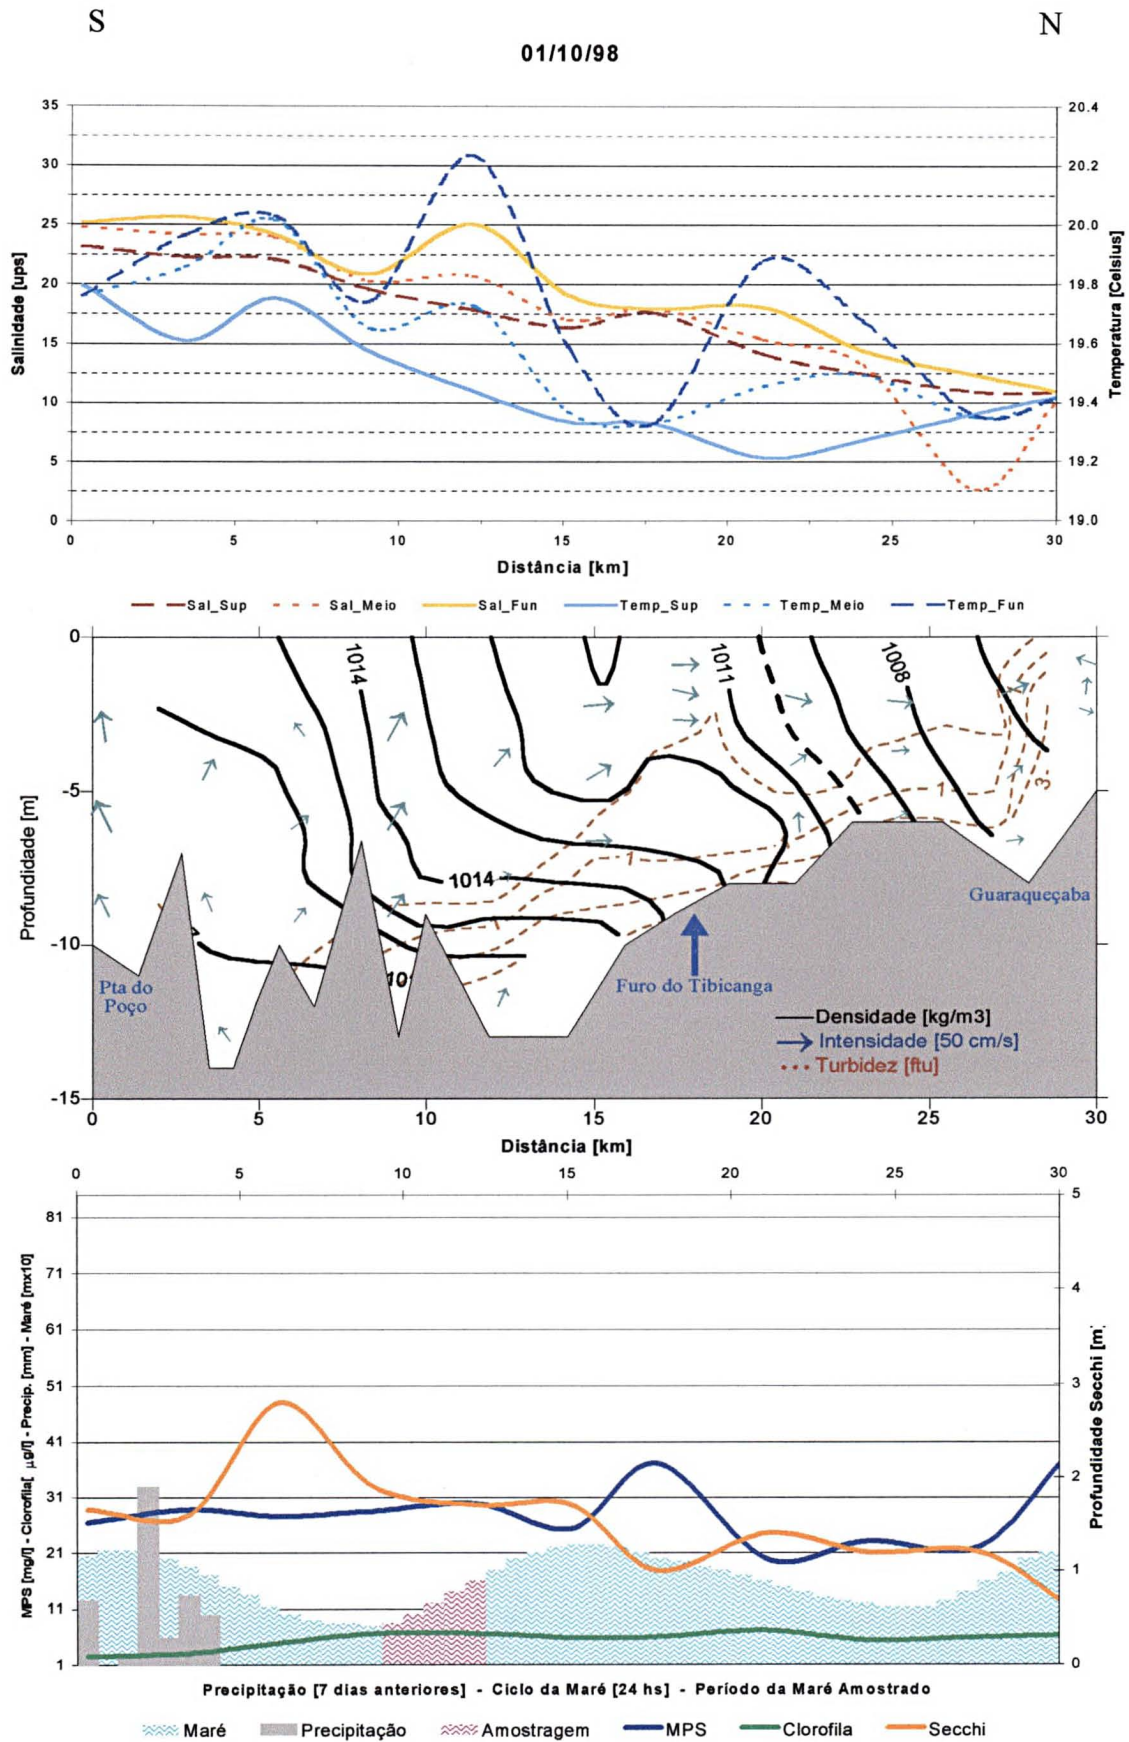 S N
01/10/98
35 20.4
30 20.2
25 20.0
20 19.8
15 19.6
10 19.4
5 19.2
0 19.0
Salinidade [ups]
Temperatura [Celsius]
0 5 10 15 20 25 30
Distância [km]
Sal_Sup Sal_Meio Sal_Fun Temp_Sup Temp_Meio Temp_Fun
0
-5
-10
-15
Profundidade [m]
1014
1011
1008
1
3
1014
1
1
Pta do
Poço
Furo do Tibicanga
Guaraqueçaba
Densidade [kg/m3]
Intensidade [50 cm/s]
Turbidez [ftu]
0 5 10 15 20 25 30
Distância [km]
0 5 10 15 20 25 30
81
71
61
51
41
31
21
11
1
5
4
3
2
1
0
MPS [mg/l] - Clorofila[ µg/l] - Precip. [mm] - Maré [mx10]
Profundidade Secchi [m]
Precipitação [7 dias anteriores] - Ciclo da Maré [24 hs] - Período da Maré Amostrado
Maré Precipitação Amostragem MPS Clorofila Secchi